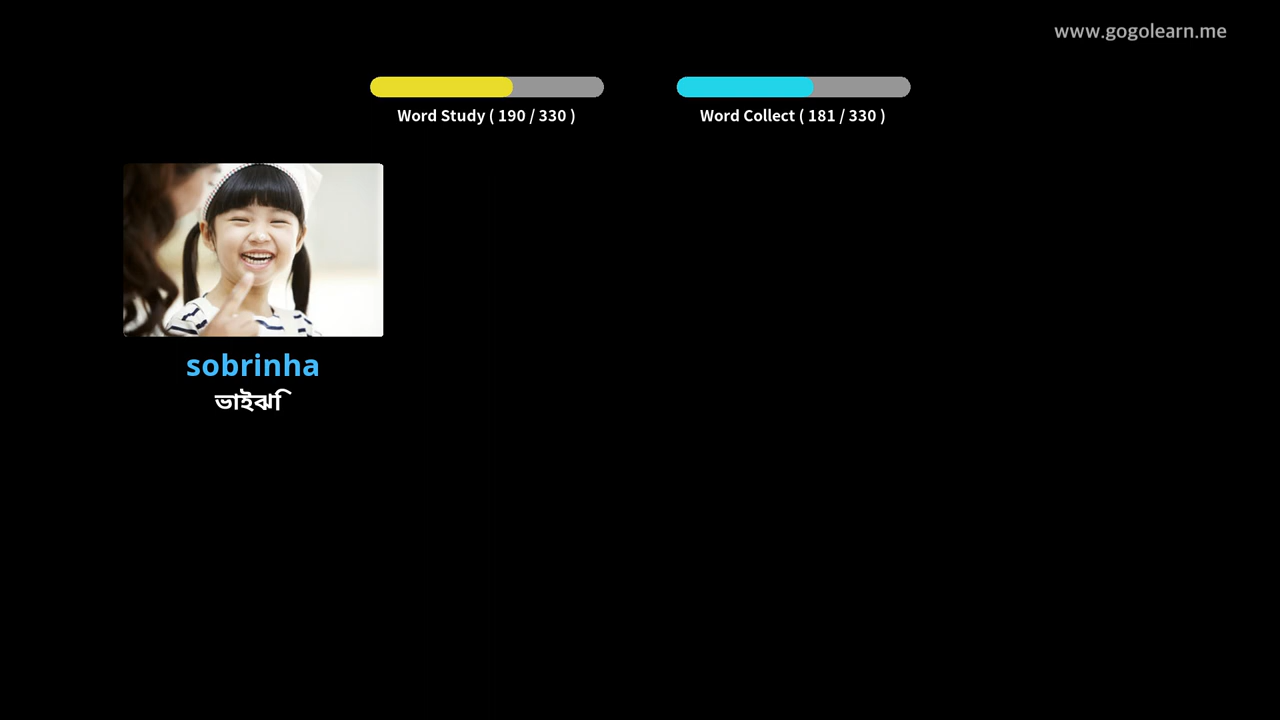 www.gogolearn.me
Word Study ( 190 / 330 )
Word Collect ( 181 / 330 )
sobrinha
ভাইঝি